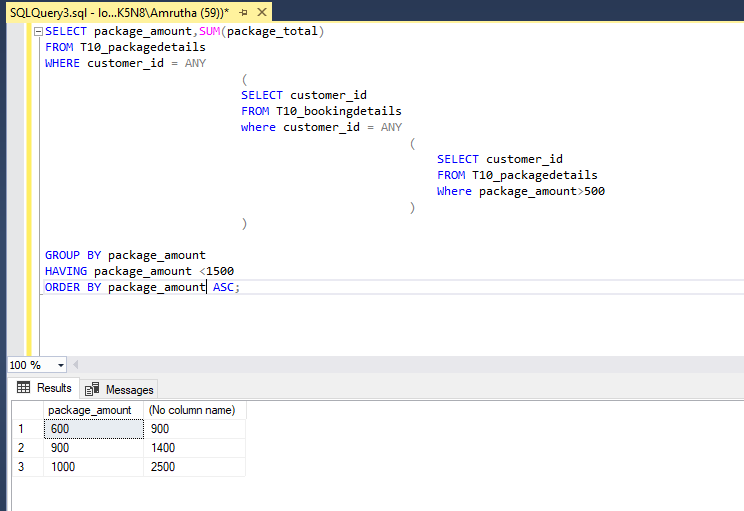 SQLQuery3.sql - lo...K5N8\Amrutha (59))*
SELECT package_amount,SUM(package_total)
FROM T10_packagedetails
WHERE customer_id = ANY
(
SELECT customer_id
FROM T10_bookingdetails
where customer_id = ANY
(
SELECT customer_id
FROM T10_packagedetails
Where package_amount>500
)
)
GROUP BY package_amount
HAVING package_amount <1500
ORDER BY package_amount ASC;
100 %
Results Messages
package_amount (No column name)
1 600 900
2 900 1400
3 1000 2500